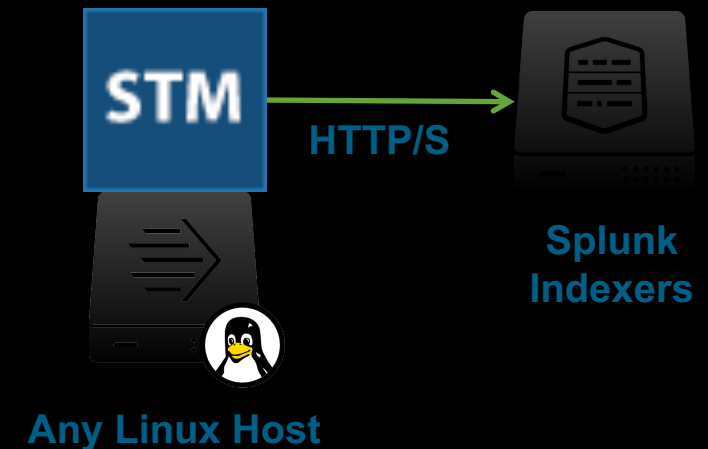 STM
HTTP/S
Splunk
Indexers
Any Linux Host